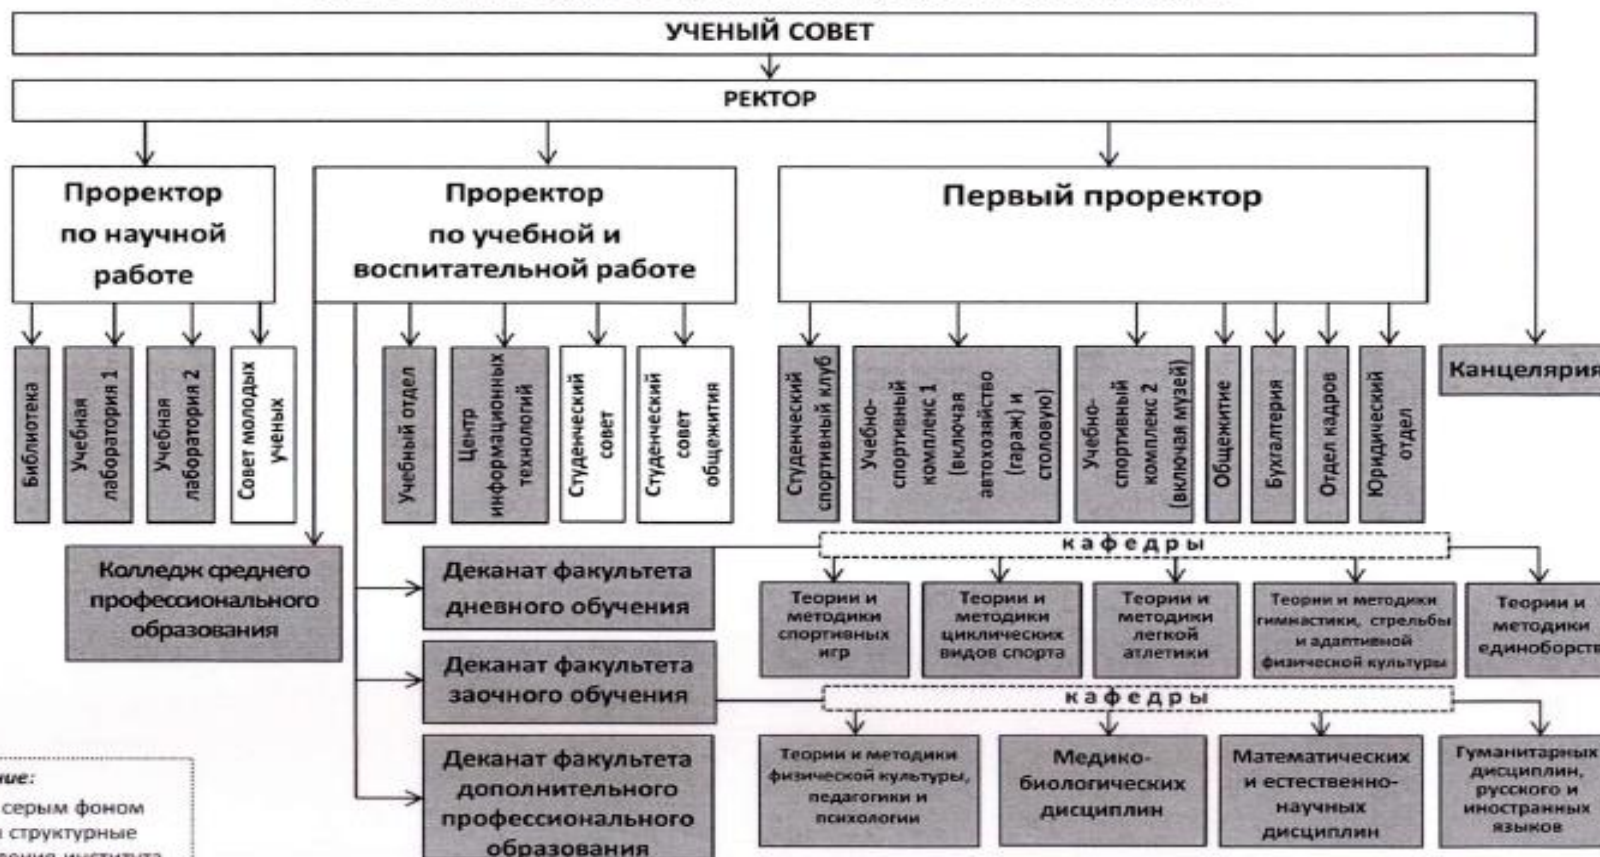 УЧЕНЫЙ СОВЕТ
РЕКТОР
Проректор
по научной
работе
Проректор
по учебной и
воспитательной работе
Первый проректор
Библиотека
Учебная
лаборатория 1
Учебная
лаборатория 2
Совет молодых
ученых
Учебный отдел
Центр
информационных
технологий
Студенческий
совет
Студенческий
совет
общежития
Студенческий
спортивный клуб
Учебно-
спортивный
комплекс 1
(включая
автохозяйство
(гараж) и
столовую)
Учебно-
спортивный
комплекс 2
(включая музей)
Общежитие
Бухгалтерия
Отдел кадров
Юридический
отдел
Канцелярия
Колледж среднего
профессионального
образования
Деканат факультета
дневного обучения
кафедры
Теории и
методики
спортивных
игр
Теории и
методики
циклических
видов спорта
Теории и
методики
легкой
атлетики
Теории и методики
гимнастики, стрельбы
и адаптивной
физической культуры
Теории и
методики
единоборств
Деканат факультета
заочного обучения
кафедры
Теории и методики
физической культуры,
педагогики и
психологии
Медико-
биологических
дисциплин
Математических
и естественно-
научных
дисциплин
Гуманитарных
дисциплин,
русского и
иностранных
языков
Деканат факультета
дополнительного
профессионального
образования
серым фоном
структурные
института